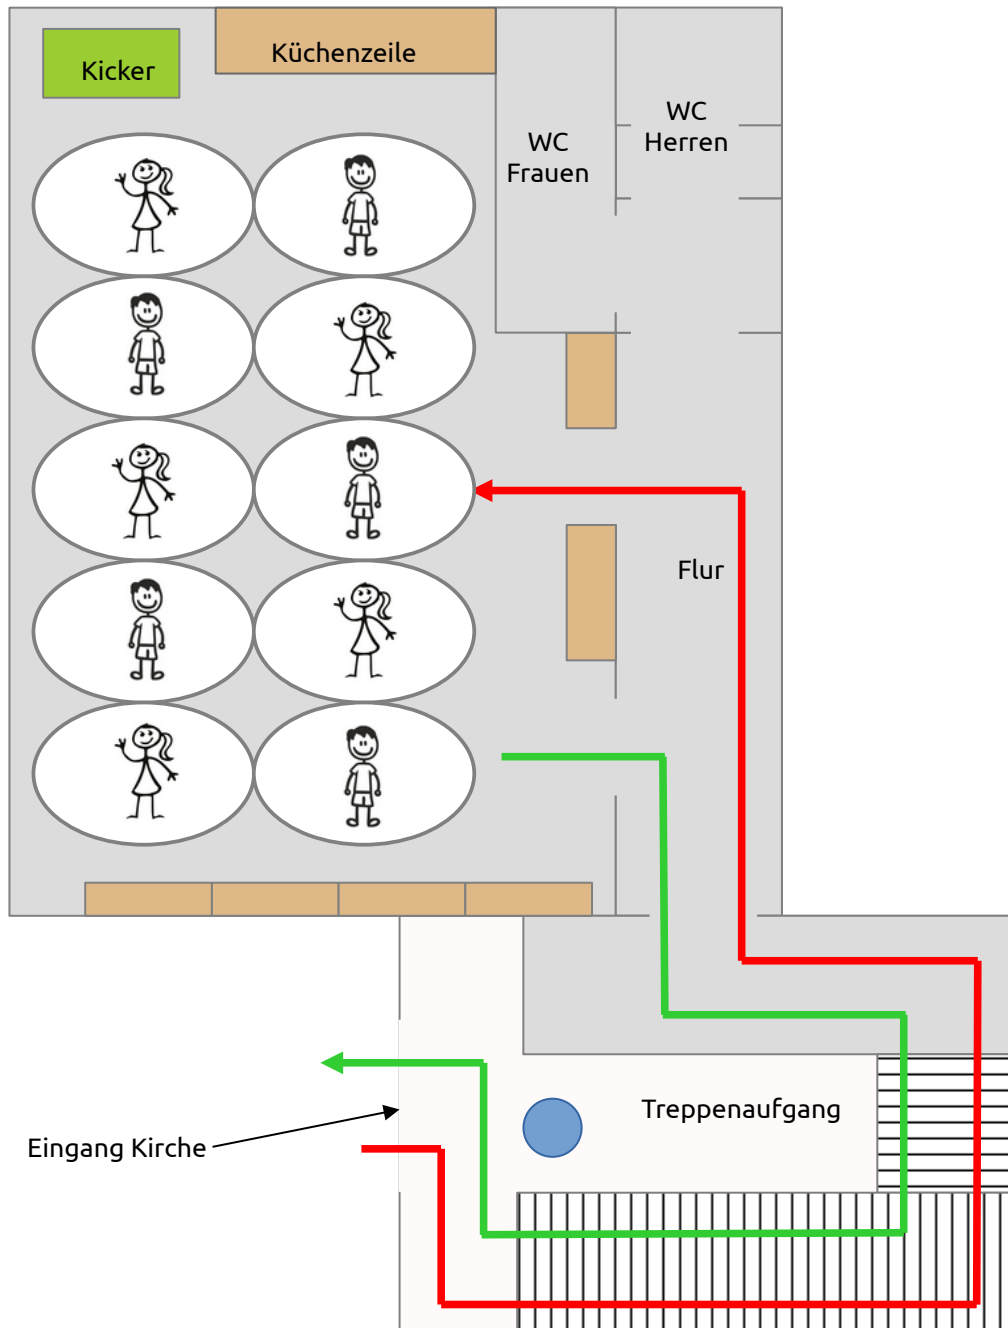 Kicker
Küchenzeile
WC
Frauen
WC
Herren
Flur
Treppenaufgang
Eingang Kirche